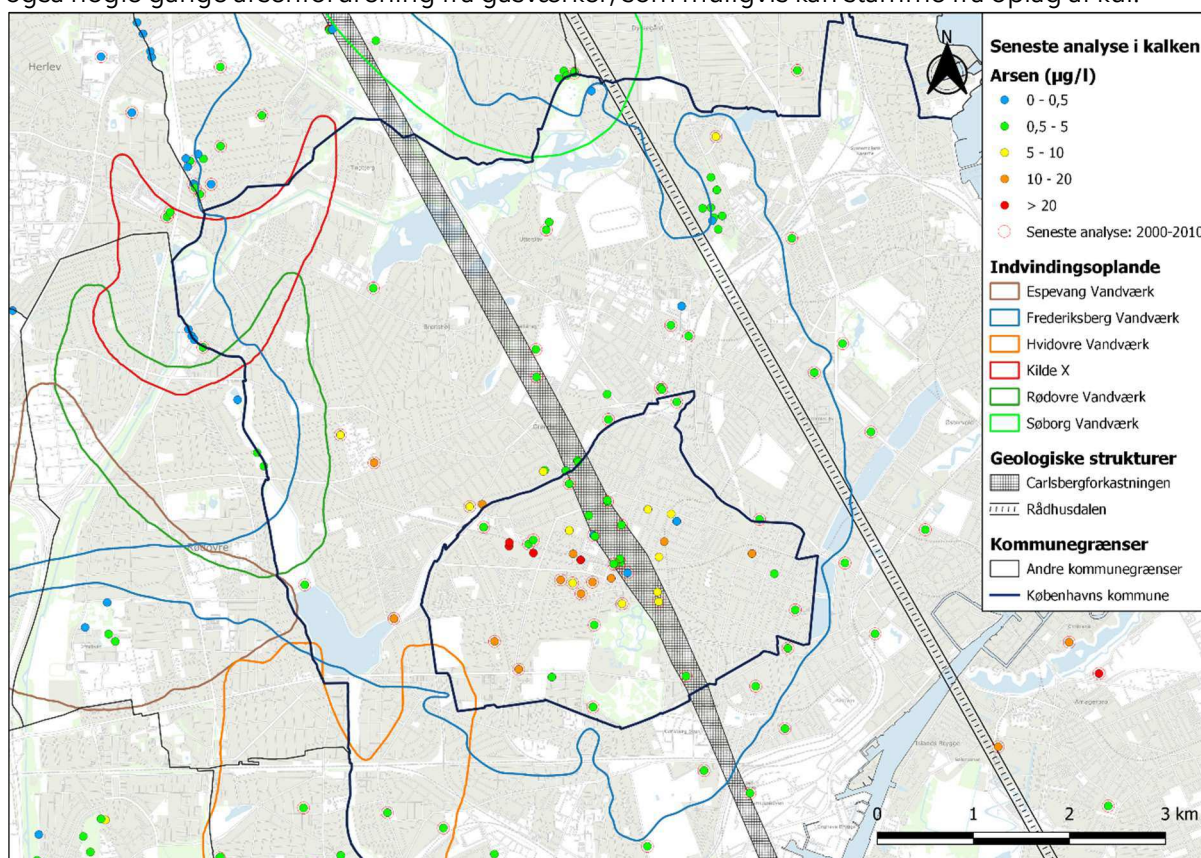 også nogle gange arsenforurening fra gasværker, som muligvis kan stamme fra oplag af kul.
Seneste analyse i kalken
Arsen (µg/l)
0 - 0,5
0,5 - 5
5 - 10
10 - 20
> 20
Seneste analyse: 2000-2010
Indvindingsoplande
Espevang Vandværk
Frederiksberg Vandværk
Hvidovre Vandværk
Kilde X
Rødovre Vandværk
Søborg Vandværk
Geologiske strukturer
Carlsbergforkastningen
Rådhusdalen
Kommunegrænser
Andre kommunegrænser
Københavns kommune
N
Herlev
Rødovre
Islands Brygge
0 1 2 3 km